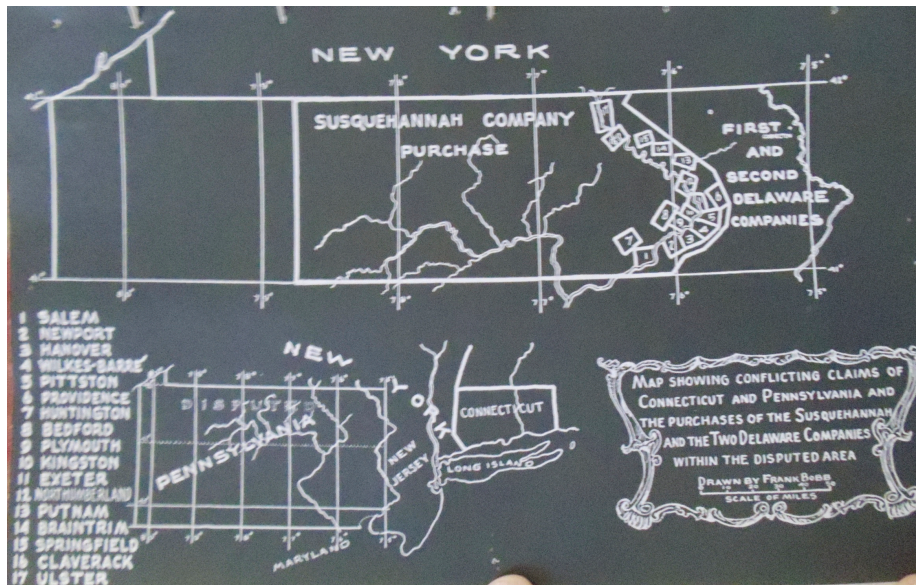 NEW YORK
SUSQUEHANNAH COMPANY
PURCHASE
FIRST
AND
SECOND
DELAWARE
COMPANIES
1 SALEM
2 NEWPORT
3 HANOVER
4 WILKES-BARRE
5 PITTSTON
6 PROVIDENCE
7 HUNTINGTON
8 BEDFORD
9 PLYMOUTH
10 KINGSTON
11 EXETER
12 NORTHUMBERLAND
13 PUTNAM
14 BRAINTRIM
15 SPRINGFIELD
16 CLAVERACK
17 ULSTER
NEW YORK
DISPUTED
PENNSYLVANIA
NEW
JERSEY
CONNECTICUT
LONG ISLAND
MARYLAND
MAP SHOWING CONFLICTING CLAIMS OF
CONNECTICUT AND PENNSYLVANIA AND
THE PURCHASES OF THE SUSQUEHANNAH
AND THE TWO DELAWARE COMPANIES
WITHIN THE DISPUTED AREA
DRAWN BY FRANK BOBB
SCALE OF MILES